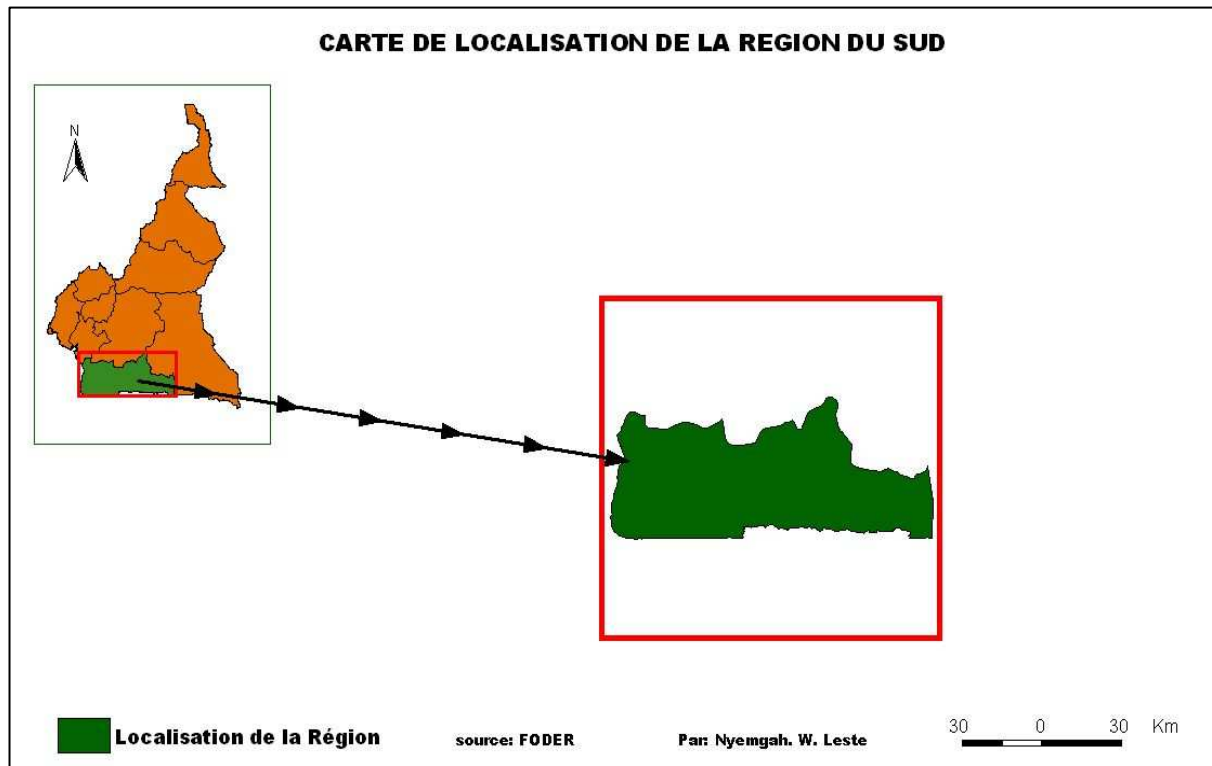 CARTE DE LOCALISATION DE LA REGION DU SUD
N
Localisation de la Région
source: FODER
Par: Nyemgah. W. Leste
30 0 30 Km